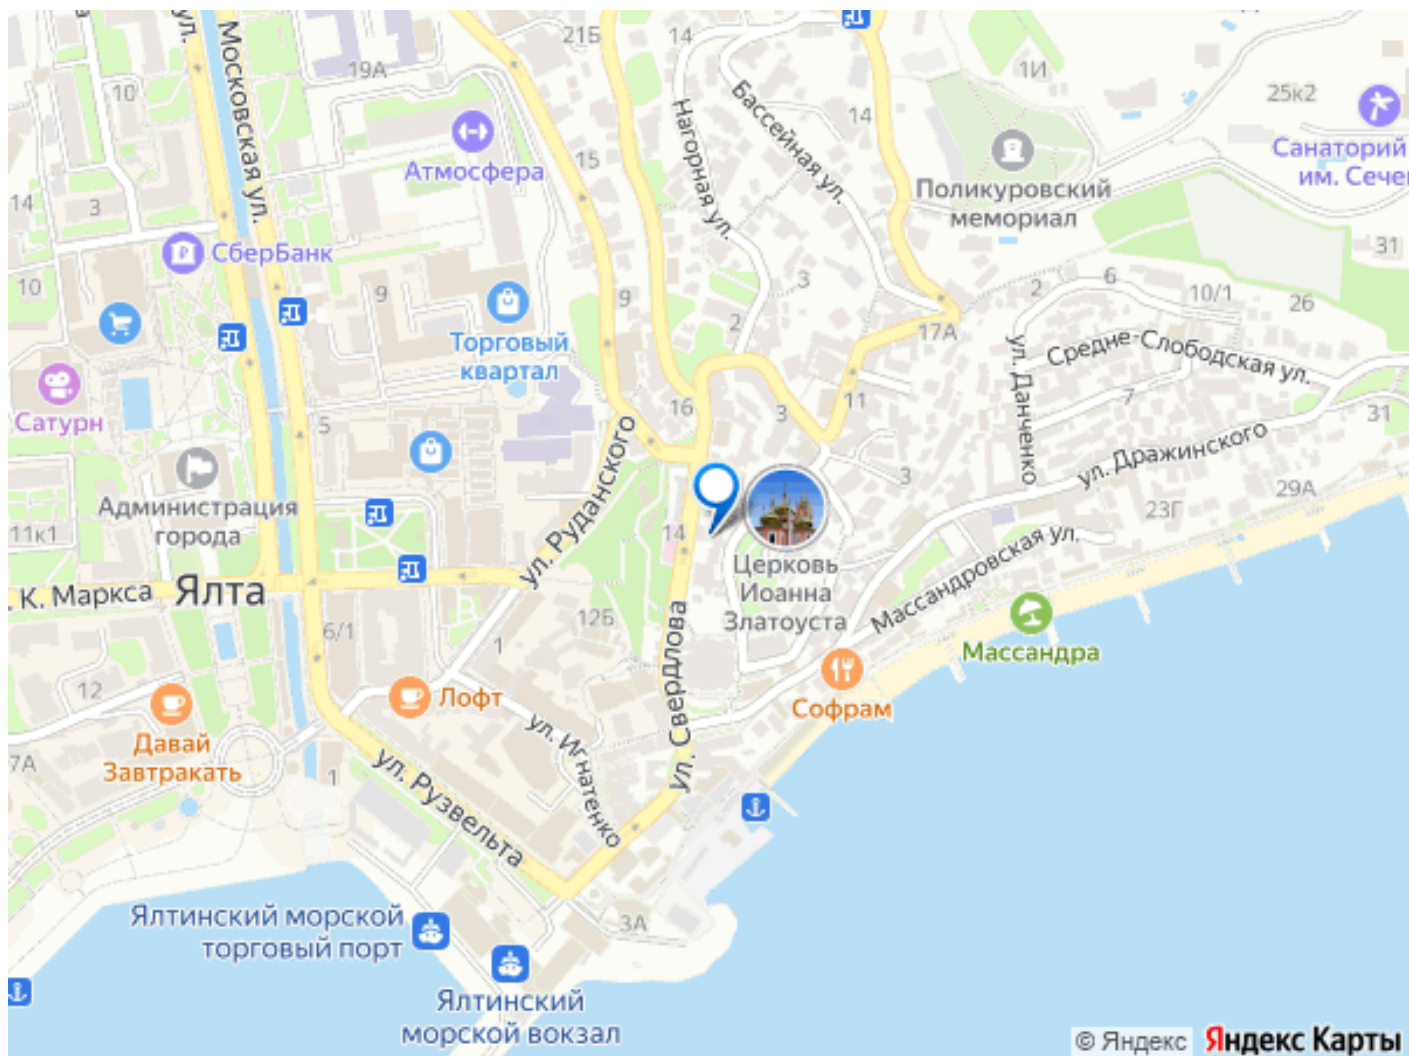 ул.
Московская ул.
19А
21Б
14
1И
25к2
10
Атмосфера
15
Нагорная ул.
Бассейная ул.
14
Поликуровский
мемориал
Санаторий
им. Сече
14
3
СберБанк
31
10
9
9
3
2
2
6
10/1
26
17А
Торговый
квартал
ул. Данченко
Средне-Слободская ул.
Сатурн
5
16
3
11
7
31
ул. Руданского
3
ул. Дражинского
29А
23Г
Администрация
города
11к1
14
Массандровская ул.
Церковь
Иоанна
Златоуста
. К. Маркса
Ялта
6/1
12Б
1
ул. Свердлова
Массандра
12
Лофт
Софрам
Давай
Завтракать
7А
1
ул. Игнатенко
ул. Рузвельта
Ялтинский морской
торговый порт
3А
Ялтинский
морской вокзал
© Яндекс Яндекс Карты